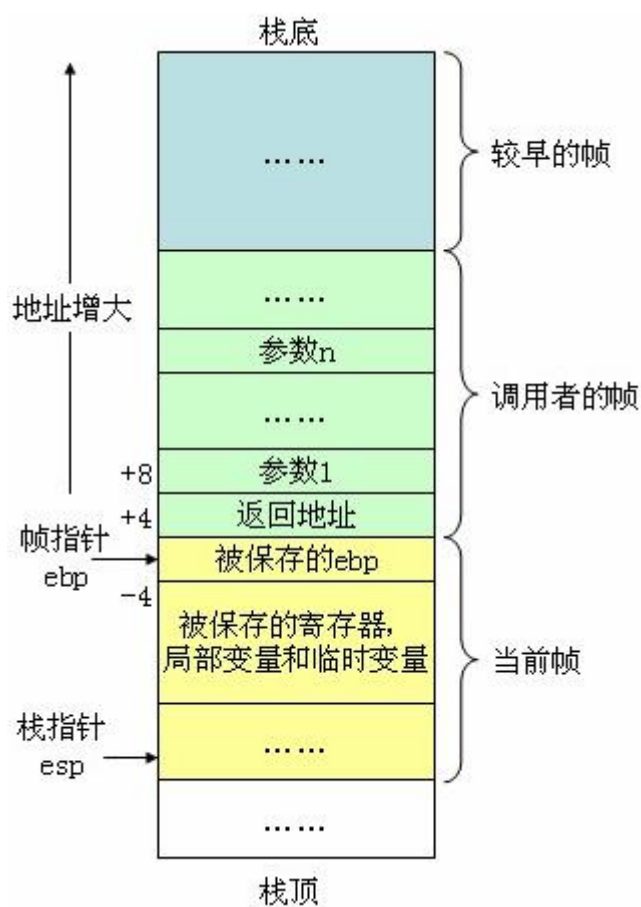 栈底
……
较早的帧
地址增大
……
参数n
……
调用者的帧
+8
参数1
+4
返回地址
帧指针
ebp
被保存的ebp
-4
被保存的寄存器,
局部变量和临时变量
当前帧
栈指针
esp
……
……
栈顶